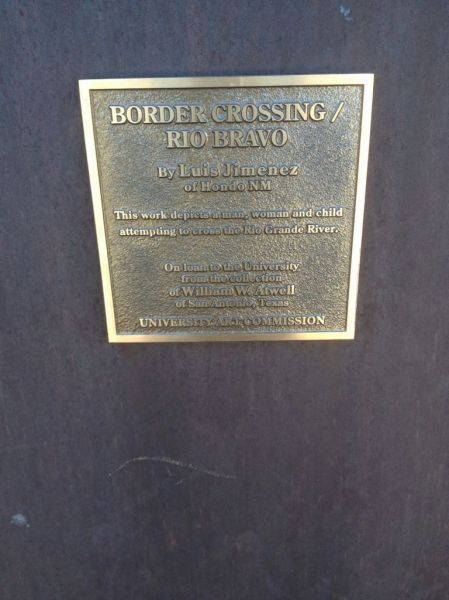 BORDER CROSSING /
RIO BRAVO
By Luis Jimenez
of Hondo NM
This work depicts a man, woman and child
attempting to cross the Rio Grande River.
On loan to the University
from the collection
of William W. Atwell
of San Antonio, Texas
UNIVERSITY ART COMMISSION